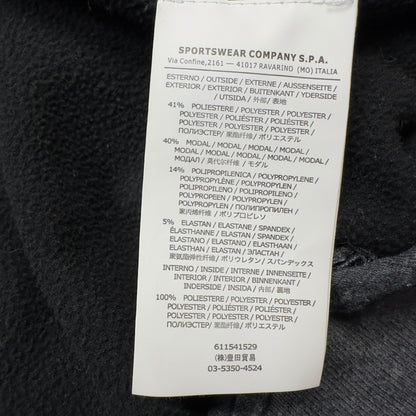 SPORTSWEAR COMPANY S.P.A.
Via Confine,2161 — 41017 RAVARINO (MO) ITALIA
ESTERNO / OUTSIDE / EXTERNE / AUSSENSEITE /
EXTERIOR / EXTERIOR / BUITENKANT / YDERSIDE
/ UTSIDA / 外部 / 表地
41% POLIESTERE / POLYESTER / POLYESTER /
POLYESTER / POLIÉSTER / POLIÉSTER /
POLYESTER / POLYESTER / POLYESTER /
ПОЛИЭСТЕР / 聚酯纤维 / ポリエステル
40% MODAL / MODAL / MODAL / MODAL /
MODAL / MODAL / MODAL / MODAL / MODAL /
МОДАЛ / 莫代尔纤维 / モダル
14% POLIPROPILENICA / POLYPROPYLENE /
POLYPROPYLÈNE / POLYPROPYLEN /
POLIPROPILENO / POLIPROPILENO /
POLYPROPEEN / POLYPROPYLEN /
POLYPROPYLEN / ПОЛИПРОПИЛЕН /
聚丙烯纤维 / ポリプロピレン
5% ELASTAN / ELASTANE / SPANDEX /
ÉLASTHANNE / ELASTHAN / SPANDEX /
ELASTANO / ELASTANO / ELASTHAAN /
ELASTHAN / ELASTAN / ЭЛАСТАН /
聚氨酯弹性纤维 / ポリウレタン / スパンデックス
INTERNO / INSIDE / INTERNE / INNENSEITE /
INTERIOR / INTERIOR / BINNENKANT /
INDERSIDE / INSIDA / 内部 / 裏地
100% POLIESTERE / POLYESTER / POLYESTER /
POLYESTER / POLIÉSTER / POLIÉSTER /
POLYESTER / POLYESTER / POLYESTER
/ПОЛИЭСТЕР/ 聚酯纤维/ ポリエステル
611541529
(株)豊田貿易
03-5350-4524